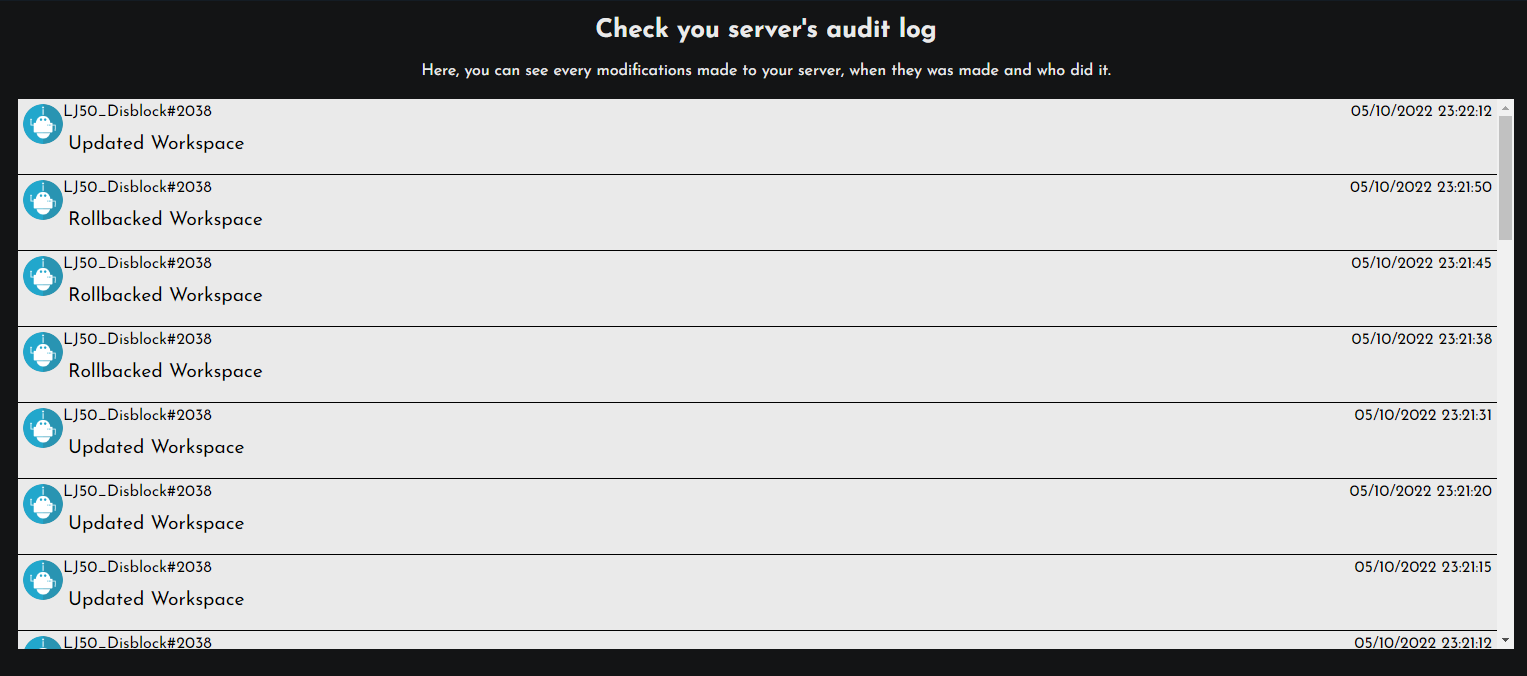 Check you server's audit log
Here, you can see every modifications made to your server, when they was made and who did it.
LJ50_Disblock#2038 05/10/2022 23:22:12
Updated Workspace
LJ50_Disblock#2038 05/10/2022 23:21:50
Rollbacked Workspace
LJ50_Disblock#2038 05/10/2022 23:21:45
Rollbacked Workspace
LJ50_Disblock#2038 05/10/2022 23:21:38
Rollbacked Workspace
LJ50_Disblock#2038 05/10/2022 23:21:31
Updated Workspace
LJ50_Disblock#2038 05/10/2022 23:21:20
Updated Workspace
LJ50_Disblock#2038 05/10/2022 23:21:15
Updated Workspace
LJ50_Disblock#2038 05/10/2022 23:21:12